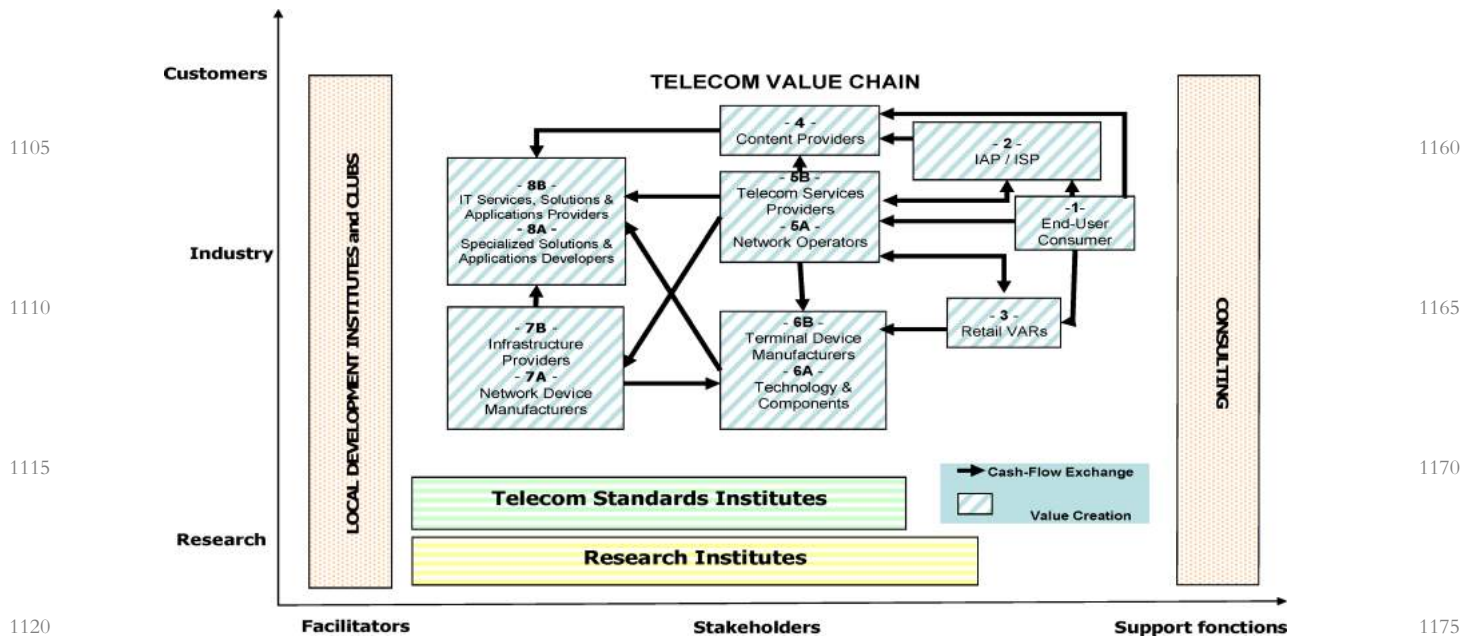 Customers
TELECOM VALUE CHAIN
- 4 -
Content Providers
- 2 -
IAP / ISP
1105
1160
- 8B -
IT Services, Solutions &
Applications Providers
- 8A -
Specialized Solutions &
Applications Developers
- 5B -
Telecom Services
Providers
- 5A -
Network Operators
-1-
End-User
Consumer
Industry
LOCAL DEVELOPMENT INSTITUTES and CLUBS
CONSULTING
1110
1165
- 7B -
Infrastructure
Providers
- 7A -
Network Device
Manufacturers
- 6B -
Terminal Device
Manufacturers
- 6A -
Technology &
Components
- 3 -
Retail VARs
1115
1170
Cash-Flow Exchange
Value Creation
Telecom Standards Institutes
Research
Research Institutes
1120
1175
Facilitators
Stakeholders
Support fonctions